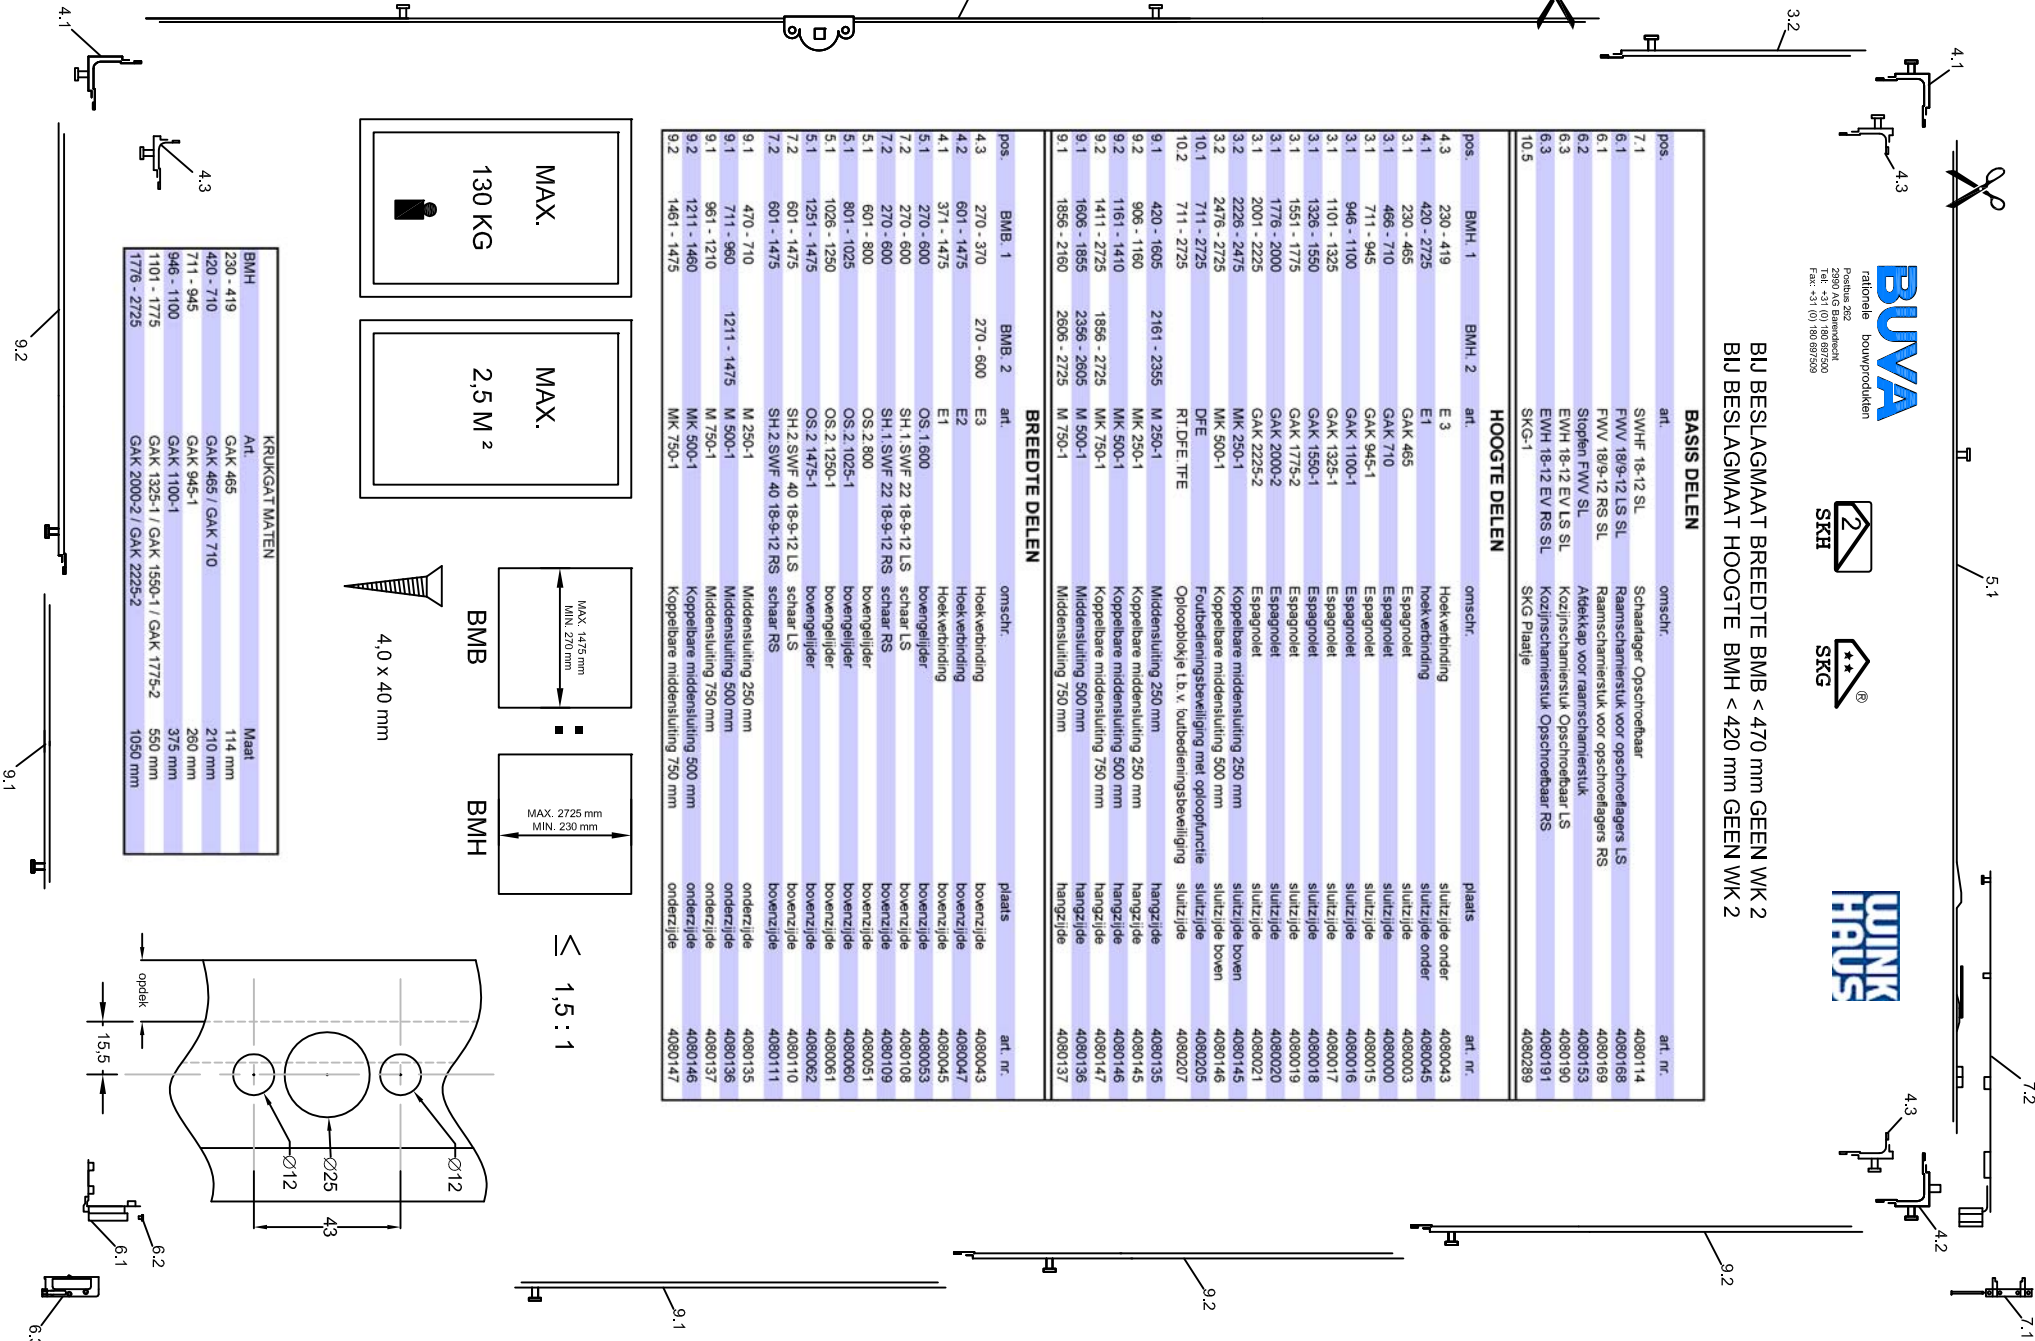 BUVA
rationele bouwprodukten
Postbus 262
2990 AG Barendrecht
Tel: +31 (0) 180 697500
Fax: +31 (0) 180 697509
2
SKH
SKG
®
WINK
HAUS
BIJ BESLAGMAAT BREEDTE BMB < 470 mm GEEN WK 2
BIJ BESLAGMAAT HOOGTE BMH < 420 mm GEEN WK 2
BASIS DELEN
pos. art. omschr. art. nr.
7.1 SWHF 18-12 SL Schaarlager Opschroefbaar 4080114
6.1 FWV 18/9-12 LS SL Raamscharnierstuk voor opschroeflagers LS 4080168
6.1 FWV 18/9-12 RS SL Raamscharnierstuk voor opschroeflagers RS 4080169
6.2 Stopfen FWV SL Afdekkap voor raamscharnierstuk 4080153
6.3 EWH 18-12 EV LS SL Kozijnscharnierstuk Opschroefbaar LS 4080190
6.3 EWH 18-12 EV RS SL Kozijnscharnierstuk Opschroefbaar RS 4080191
10.5 SKG-1 SKG Plaatje 4080289
HOOGTE DELEN
pos. BMH. 1 BMH. 2 art. omschr. plaats art. nr.
4.3 230 - 419 E 3 Hoekverbinding sluitzijde onder 4080043
4.1 420 - 2725 E1 hoekverbinding sluitzijde onder 4080045
3.1 230 - 465 GAK 465 Espagnolet sluitzijde 4080003
3.1 466 - 710 GAK 710 Espagnolet sluitzijde 4080000
3.1 711 - 945 GAK 945-1 Espagnolet sluitzijde 4080015
3.1 946 - 1100 GAK 1100-1 Espagnolet sluitzijde 4080016
3.1 1101 - 1325 GAK 1325-1 Espagnolet sluitzijde 4080017
3.1 1326 - 1550 GAK 1550-1 Espagnolet sluitzijde 4080018
3.1 1551 - 1775 GAK 1775-2 Espagnolet sluitzijde 4080019
3.1 1776 - 2000 GAK 2000-2 Espagnolet sluitzijde 4080020
3.1 2001 - 2225 GAK 2225-2 Espagnolet sluitzijde 4080021
3.2 2226 - 2475 MK 250-1 Koppelbare middensluiting 250 mm sluitzijde boven 4080145
3.2 2476 - 2725 MK 500-1 Koppelbare middensluiting 500 mm sluitzijde boven 4080146
10.1 711 - 2725 DFE Foutbedieningsbeveiliging met oploopfunctie sluitzijde 4080205
10.2 711 - 2725 RT.DFE.TFE Oploopblokje t.b.v. foutbedieningsbeveiliging sluitzijde 4080207
9.1 420 - 1605 2161 - 2355 M 250-1 Middensluiting 250 mm hangzijde 4080135
9.2 906 - 1160 MK 250-1 Koppelbare middensluiting 250 mm hangzijde 4080145
9.2 1161 - 1410 MK 500-1 Koppelbare middensluiting 500 mm hangzijde 4080146
9.2 1411 - 2725 1856 - 2725 MK 750-1 Koppelbare middensluiting 750 mm hangzijde 4080147
9.1 1606 - 1855 2356 - 2605 M 500-1 Middensluiting 500 mm hangzijde 4080136
9.1 1856 - 2160 2606 - 2725 M 750-1 Middensluiting 750 mm hangzijde 4080137
BREEDTE DELEN
pos. BMB. 1 BMB. 2 art. omschr. plaats art. nr.
4.3 270 - 370 270 - 600 E3 Hoekverbinding bovenzijde 4080043
4.2 601 - 1475 E2 Hoekverbinding bovenzijde 4080047
4.1 371 - 1475 E1 Hoekverbinding bovenzijde 4080045
5.1 270 - 600 OS.1.600 bovengelijder bovenzijde 4080053
7.2 270 - 600 SH.1.SWF 22 18-9-12 LS schaar LS bovenzijde 4080108
7.2 270 - 600 SH.1.SWF 22 18-9-12 RS schaar RS bovenzijde 4080109
5.1 601 - 800 OS.2.800 bovengelijder bovenzijde 4080051
5.1 801 - 1025 OS.2.1025-1 bovengelijder bovenzijde 4080060
5.1 1026 - 1250 OS.2.1250-1 bovengelijder bovenzijde 4080061
5.1 1251 - 1475 OS.2 1475-1 bovengelijder bovenzijde 4080062
7.2 601 - 1475 SH.2.SWF 40 18-9-12 LS schaar LS bovenzijde 4080110
7.2 601 - 1475 SH.2.SWF 40 18-9-12 RS schaar RS bovenzijde 4080111
9.1 470 - 710 M 250-1 Middensluiting 250 mm onderzijde 4080135
9.1 711 - 960 1211 - 1475 M 500-1 Middensluiting 500 mm onderzijde 4080136
9.1 961 - 1210 M 750-1 Middensluiting 750 mm onderzijde 4080137
9.2 1211 - 1460 MK 500-1 Koppelbare middensluiting 500 mm onderzijde 4080146
9.2 1461 - 1475 MK 750-1 Koppelbare middensluiting 750 mm onderzijde 4080147
MAX.
130 KG
MAX.
2,5 M ²
MAX. 1475 mm
MIN. 270 mm
BMB
:
MAX. 2725 mm
MIN. 230 mm
BMH
≤ 1,5 : 1
4,0 x 40 mm
KRUKGAT MATEN
BMH Art. Maat
230 - 419 GAK 465 114 mm
420 - 710 GAK 465 / GAK 710 210 mm
711 - 945 GAK 945-1 260 mm
946 - 1100 GAK 1100-1 375 mm
1101 - 1775 GAK 1325-1 / GAK 1550-1 / GAK 1775-2 550 mm
1776 - 2725 GAK 2000-2 / GAK 2225-2 1050 mm
opdek
15,5
Ø12
Ø25
Ø12
43
4.1
3.2
4.1
4.3
5.1
7.2
4.3
4.2
7.1
9.2
9.2
9.1
6.2
6.1
4.3
9.2
9.1